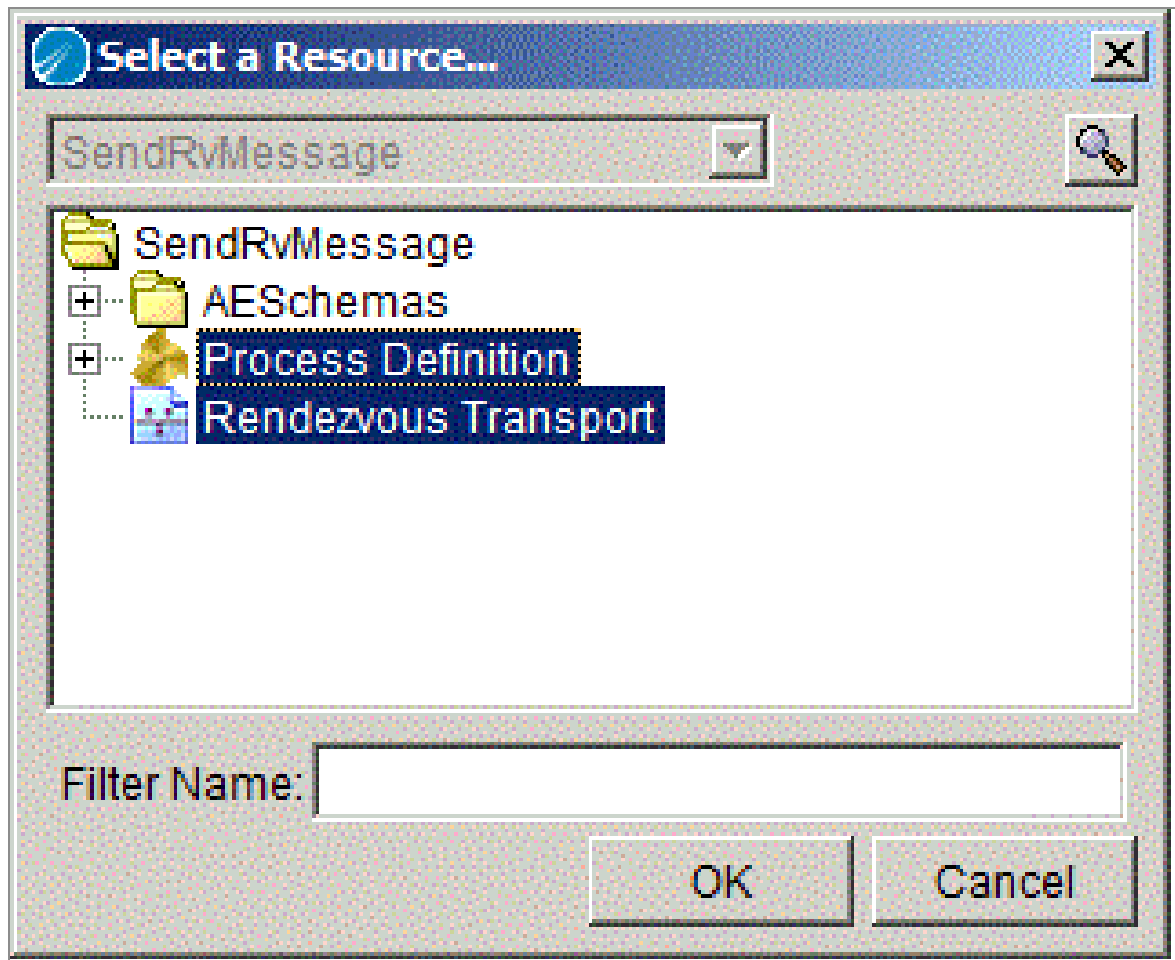 Select a Resource...
SendRvMessage
SendRvMessage
AESchemas
Process Definition
Rendezvous Transport
Filter Name:
OK Cancel